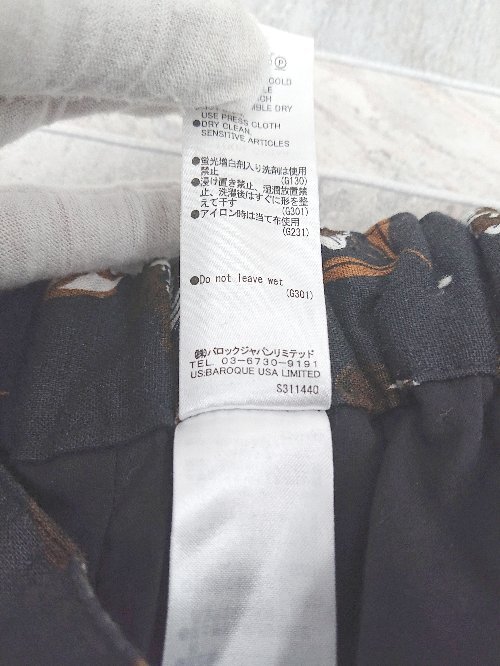 P
COLD
DRY
USE PRESS CLOTH
●DRY CLEAN,
SENSITIVE ARTICLES
●蛍光増白剤入り洗剤は使用
禁止 (G130)
●浸け置き禁止、湿潤放置禁
止、洗濯後はすぐに形を整
えて干す (G301)
●アイロン時は当て布使用
(G231)
●Do not leave wet
(G301)
㈱バロックジャパンリミテッド
TEL. 03-6730-9191
US:BAROQUE USA LIMITED
S311440